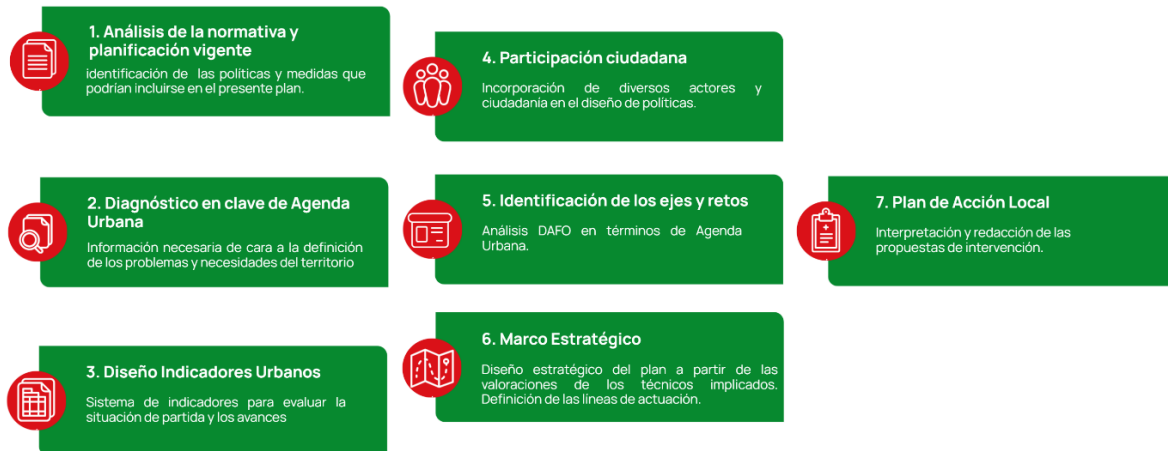 1. Análisis de la normativa y
planificación vigente
identificación de las políticas y medidas que
podrían incluirse en el presente plan.
2. Diagnóstico en clave de Agenda
Urbana
Información necesaria de cara a la definición
de los problemas y necesidades del territorio
3. Diseño Indicadores Urbanos
Sistema de indicadores para evaluar la
situación de partida y los avances
4. Participación ciudadana
Incorporación de diversos actores y
ciudadanía en el diseño de políticas.
5. Identificación de los ejes y retos
Análisis DAFO en términos de Agenda
Urbana.
6. Marco Estratégico
Diseño estratégico del plan a partir de las
valoraciones de los técnicos implicados.
Definición de las líneas de actuación.
7. Plan de Acción Local
Interpretación y redacción de las
propuestas de intervención.